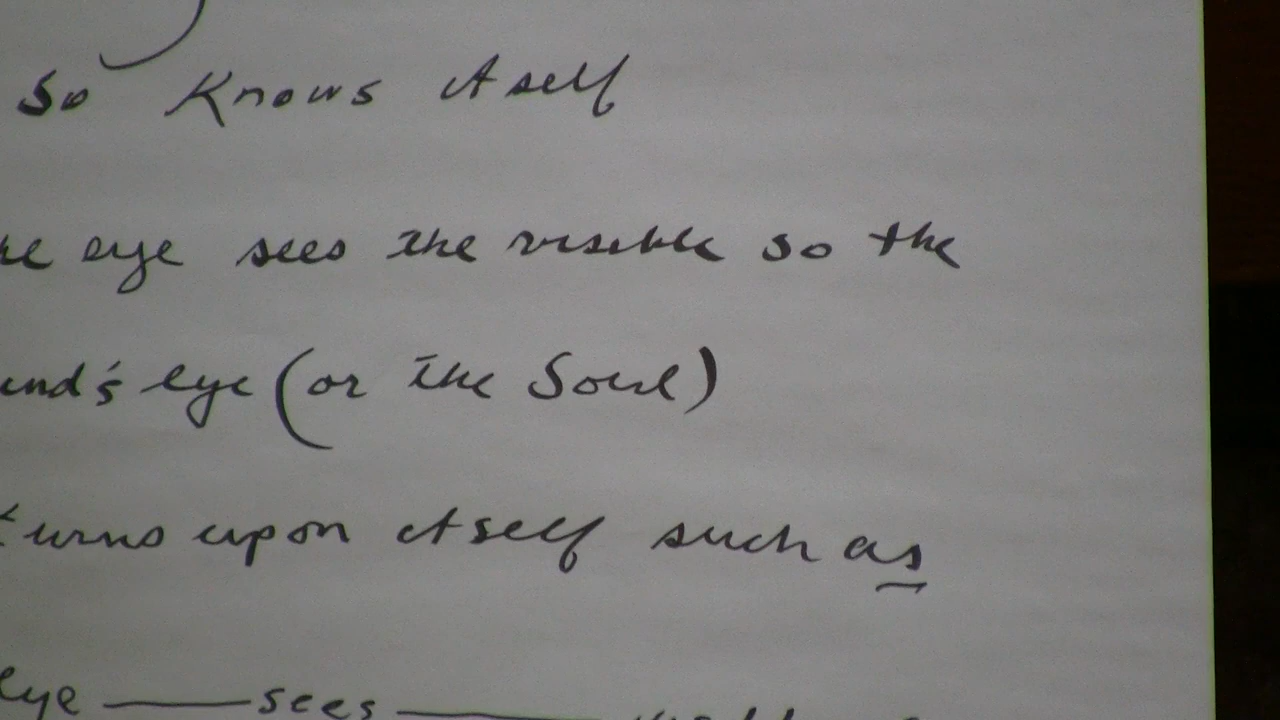 So Knows itself
he eye sees the visible so the
ind's eye (or the Soul)
turns upon itself such as
eye — sees —